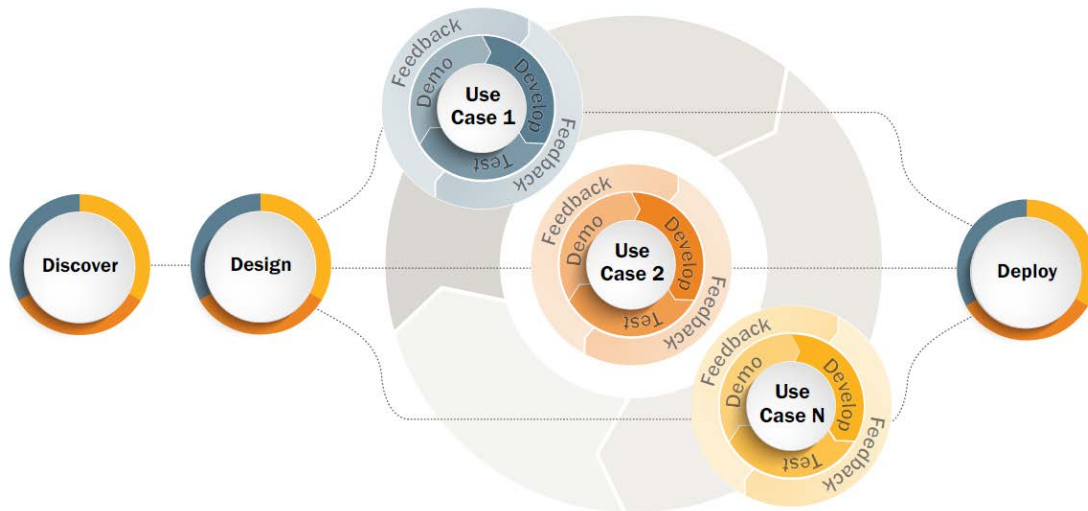 Discover
Design
Feedback
Demo
Develop
Test
Feedback
Use
Case 1
Feedback
Demo
Develop
Test
Feedback
Use
Case 2
Feedback
Demo
Develop
Test
Feedback
Use
Case N
Deploy